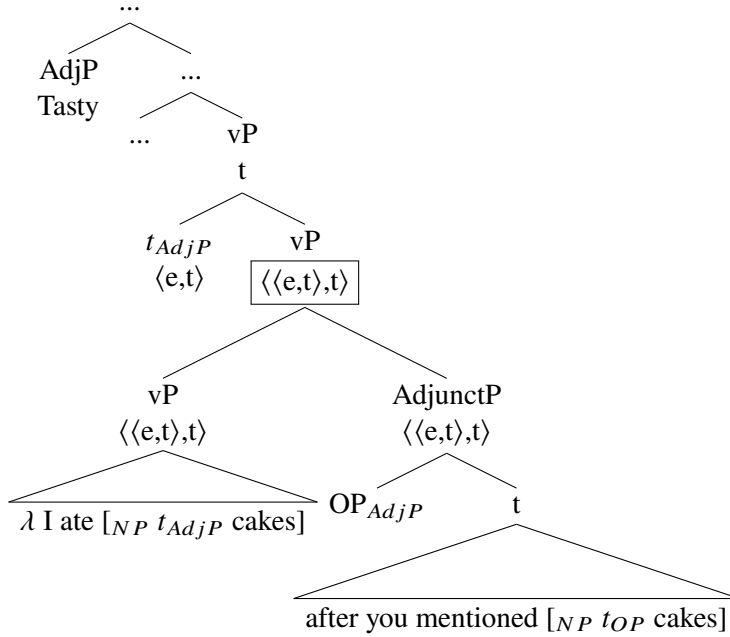 ...
AdjP ...
Tasty
... vP
t
t_AdjP vP
⟨e,t⟩ ⟨⟨e,t⟩,t⟩
vP AdjunctP
⟨⟨e,t⟩,t⟩ ⟨⟨e,t⟩,t⟩
OP_AdjP t
λ I ate [_NP t_AdjP cakes]
after you mentioned [_NP t_OP cakes]